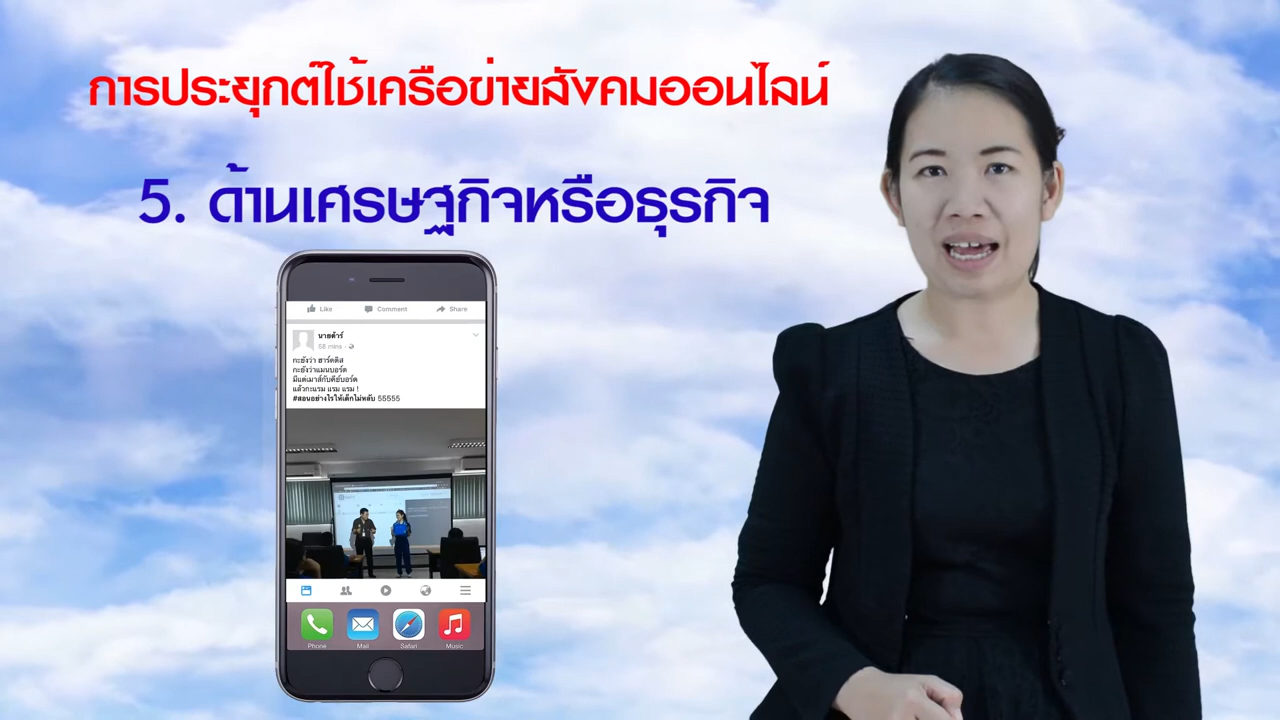 การประยุกต์ใช้เครือข่ายสังคมออนไลน์
5. ด้านเศรษฐกิจหรือธุรกิจ
Like Comment Share
นายต้าร์
58 mins
กะยังว่า ฮาร์ดดิส
กะยังว่าแมนบอร์ด
มีแต่เมาส์กับคีย์บอร์ด
แล้วกะแรม แรม แรม !
#สอนอย่างไรให้เด็กไม่หลับ 55555
Phone Mail Safari Music